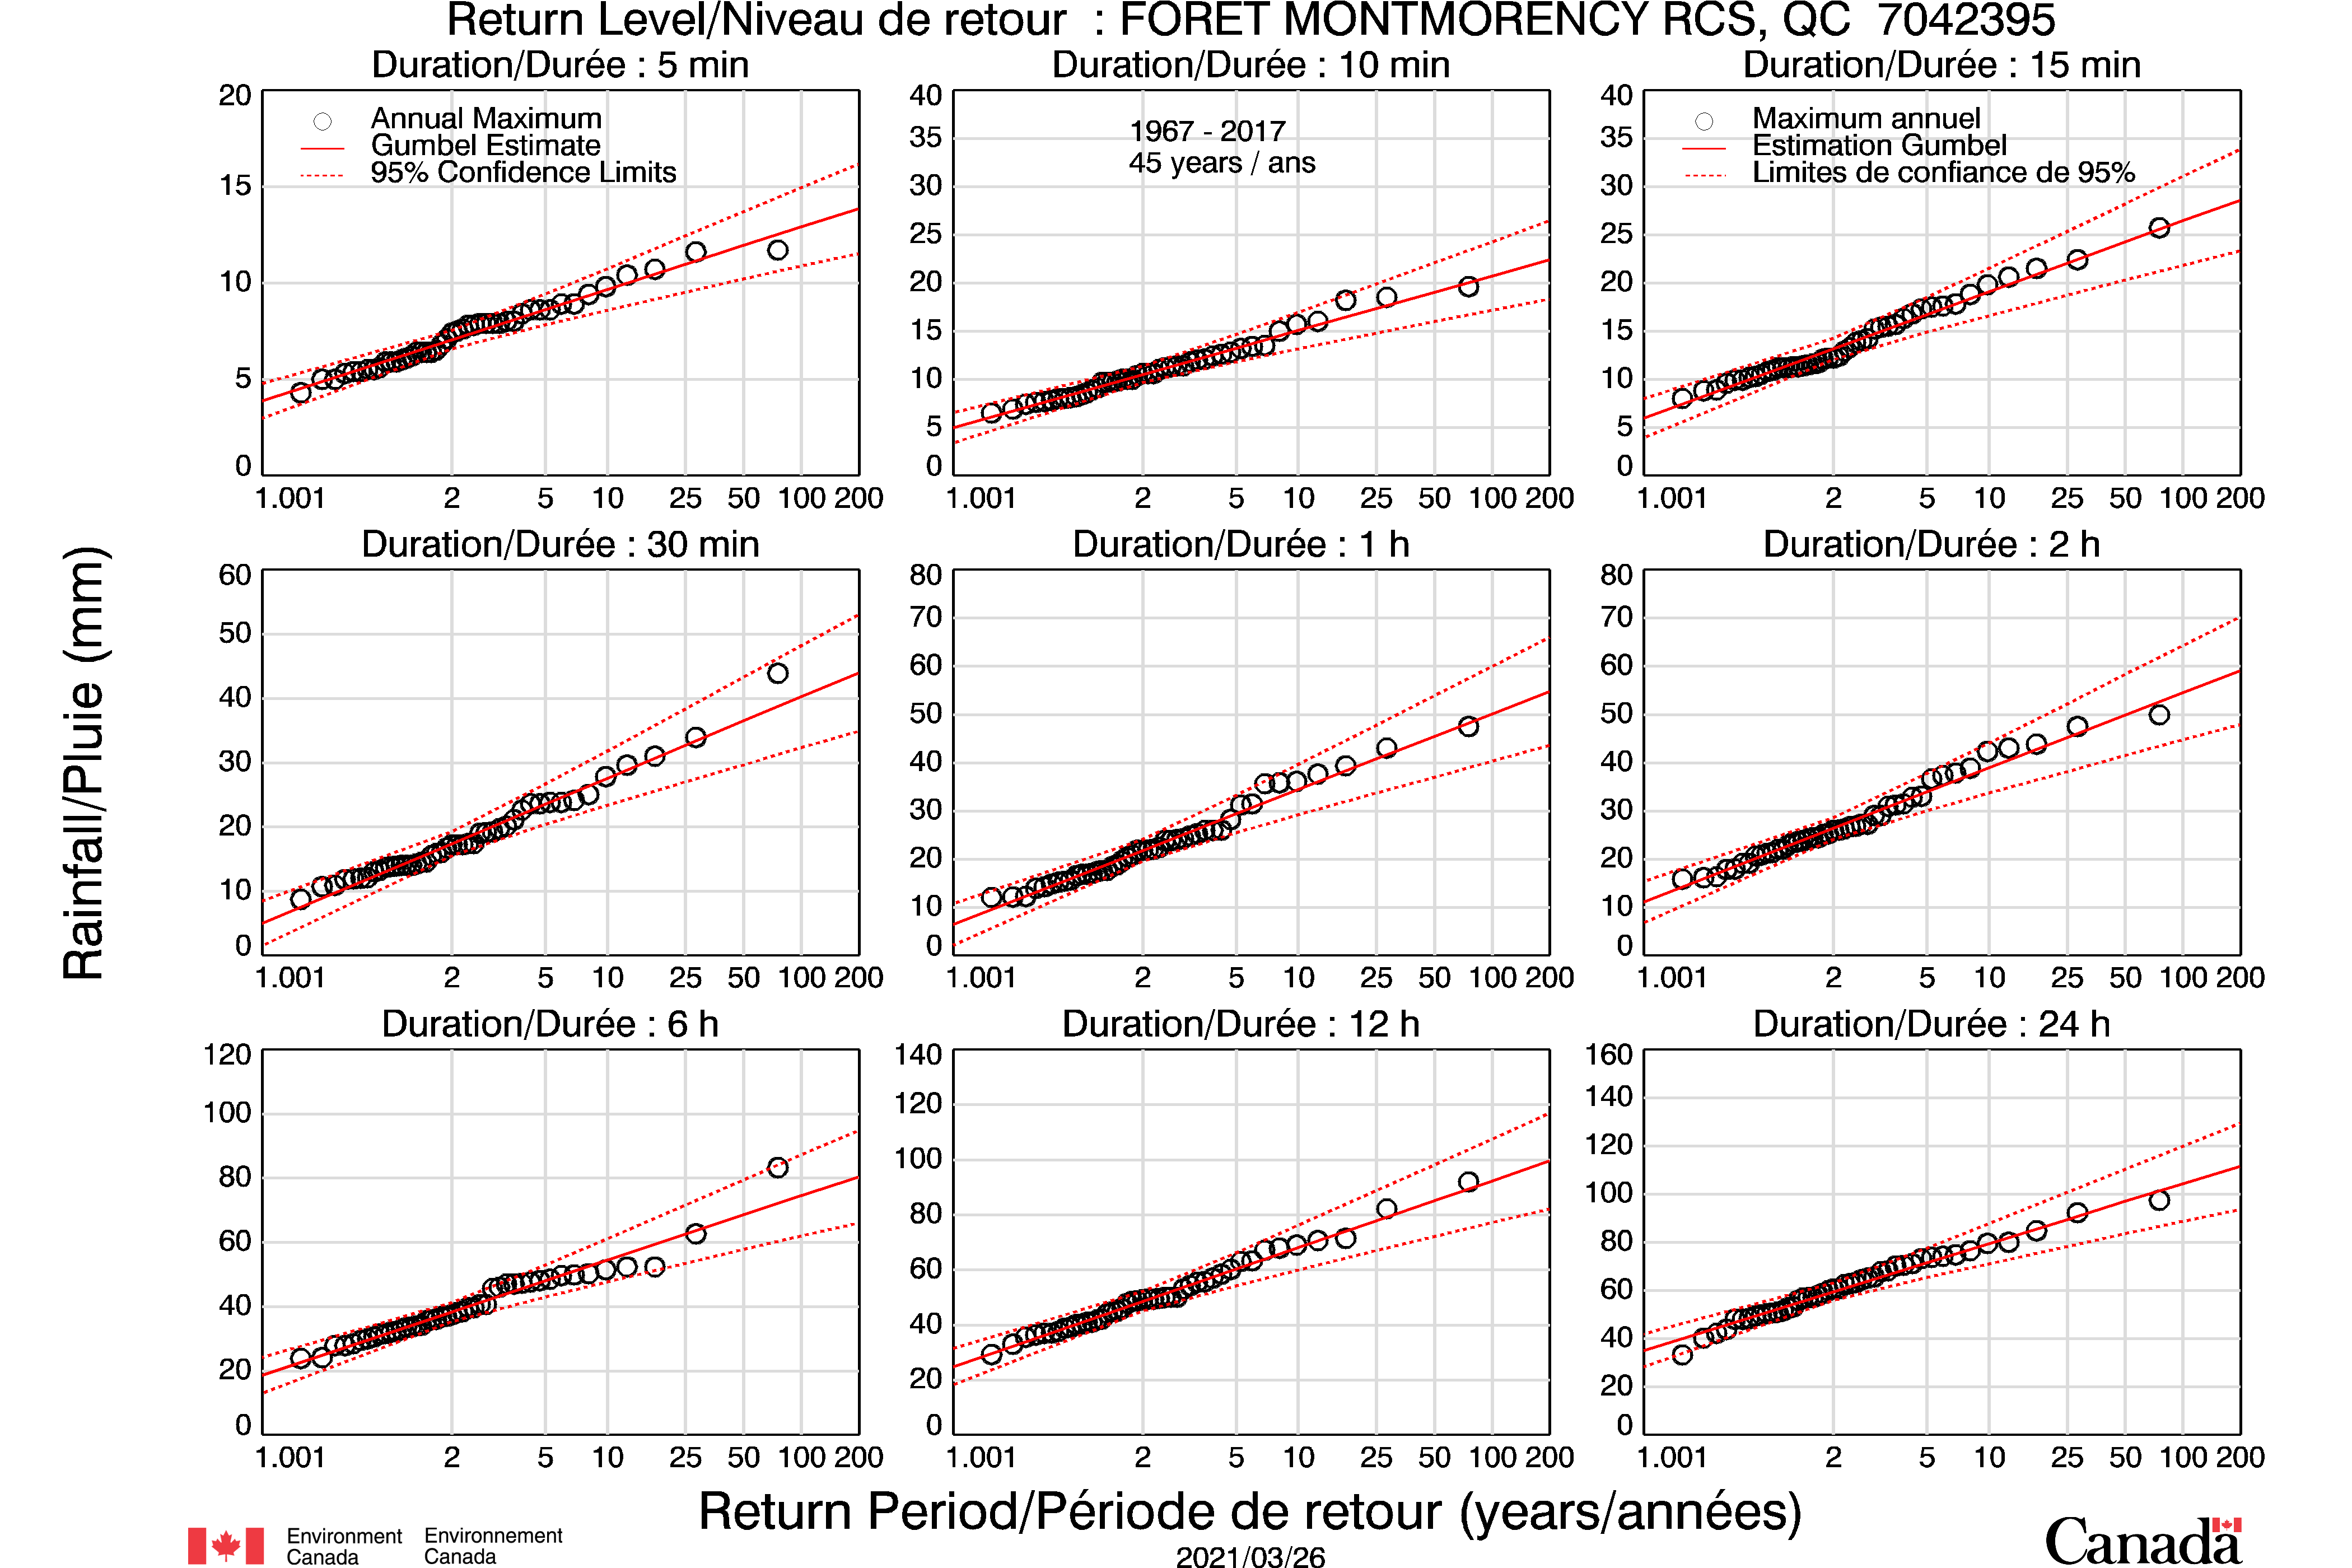 Return Level/Niveau de retour : FORET MONTMORENCY RCS, QC 7042395
Duration/Durée : 5 min
20
15
10
5
0
Annual Maximum
Gumbel Estimate
95% Confidence Limits
1.001 2 5 10 25 50 100 200
Duration/Durée : 10 min
40
35
30
25
20
15
10
5
0
1967 - 2017
45 years / ans
1.001 2 5 10 25 50 100 200
Duration/Durée : 15 min
40
35
30
25
20
15
10
5
0
Maximum annuel
Estimation Gumbel
Limites de confiance de 95%
1.001 2 5 10 25 50 100 200
Rainfall/Pluie (mm)
Duration/Durée : 30 min
60
50
40
30
20
10
0
1.001 2 5 10 25 50 100 200
Duration/Durée : 1 h
80
70
60
50
40
30
20
10
0
1.001 2 5 10 25 50 100 200
Duration/Durée : 2 h
80
70
60
50
40
30
20
10
0
1.001 2 5 10 25 50 100 200
Duration/Durée : 6 h
120
100
80
60
40
20
0
1.001 2 5 10 25 50 100 200
Duration/Durée : 12 h
140
120
100
80
60
40
20
0
1.001 2 5 10 25 50 100 200
Duration/Durée : 24 h
160
140
120
100
80
60
40
20
0
1.001 2 5 10 25 50 100 200
Return Period/Période de retour (years/années)
Environment Canada
Environnement Canada
2021/03/26
Canada